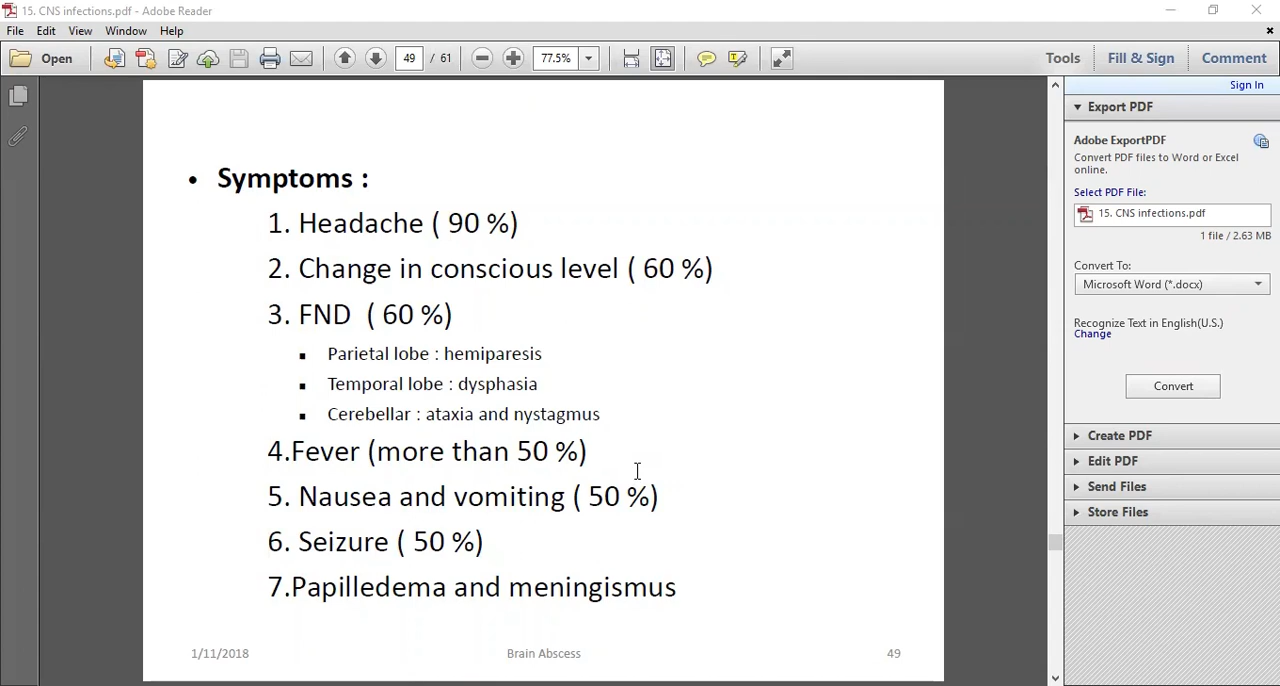 15. CNS infections.pdf - Adobe Reader
File Edit View Window Help
Open 49 / 61 77.5% Tools Fill & Sign Comment
Sign In
• Symptoms :
1. Headache ( 90 %)
2. Change in conscious level ( 60 %)
3. FND ( 60 %)
▪ Parietal lobe : hemiparesis
▪ Temporal lobe : dysphasia
▪ Cerebellar : ataxia and nystagmus
4.Fever (more than 50 %)
5. Nausea and vomiting ( 50 %)
6. Seizure ( 50 %)
7.Papilledema and meningismus
1/11/2018 Brain Abscess 49
Export PDF
Adobe ExportPDF
Convert PDF files to Word or Excel
online.
Select PDF File:
15. CNS infections.pdf
1 file / 2.63 MB
Convert To:
Microsoft Word (*.docx)
Recognize Text in English(U.S.)
Change
Convert
Create PDF
Edit PDF
Send Files
Store Files